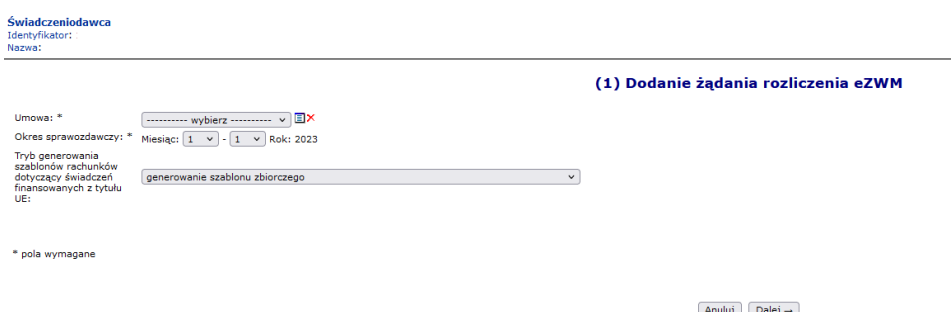 Świadczeniodawca
Identyfikator:
Nazwa:
(1) Dodanie żądania rozliczenia eZWM
Umowa: * ---------- wybierz ----------
Okres sprawozdawczy: * Miesiąc: 1 - 1 Rok: 2023
Tryb generowania
szablonów rachunków
dotyczący świadczeń
finansowanych z tytułu
UE:
generowanie szablonu zbiorczego
* pola wymagane
Anuluj Dalej →